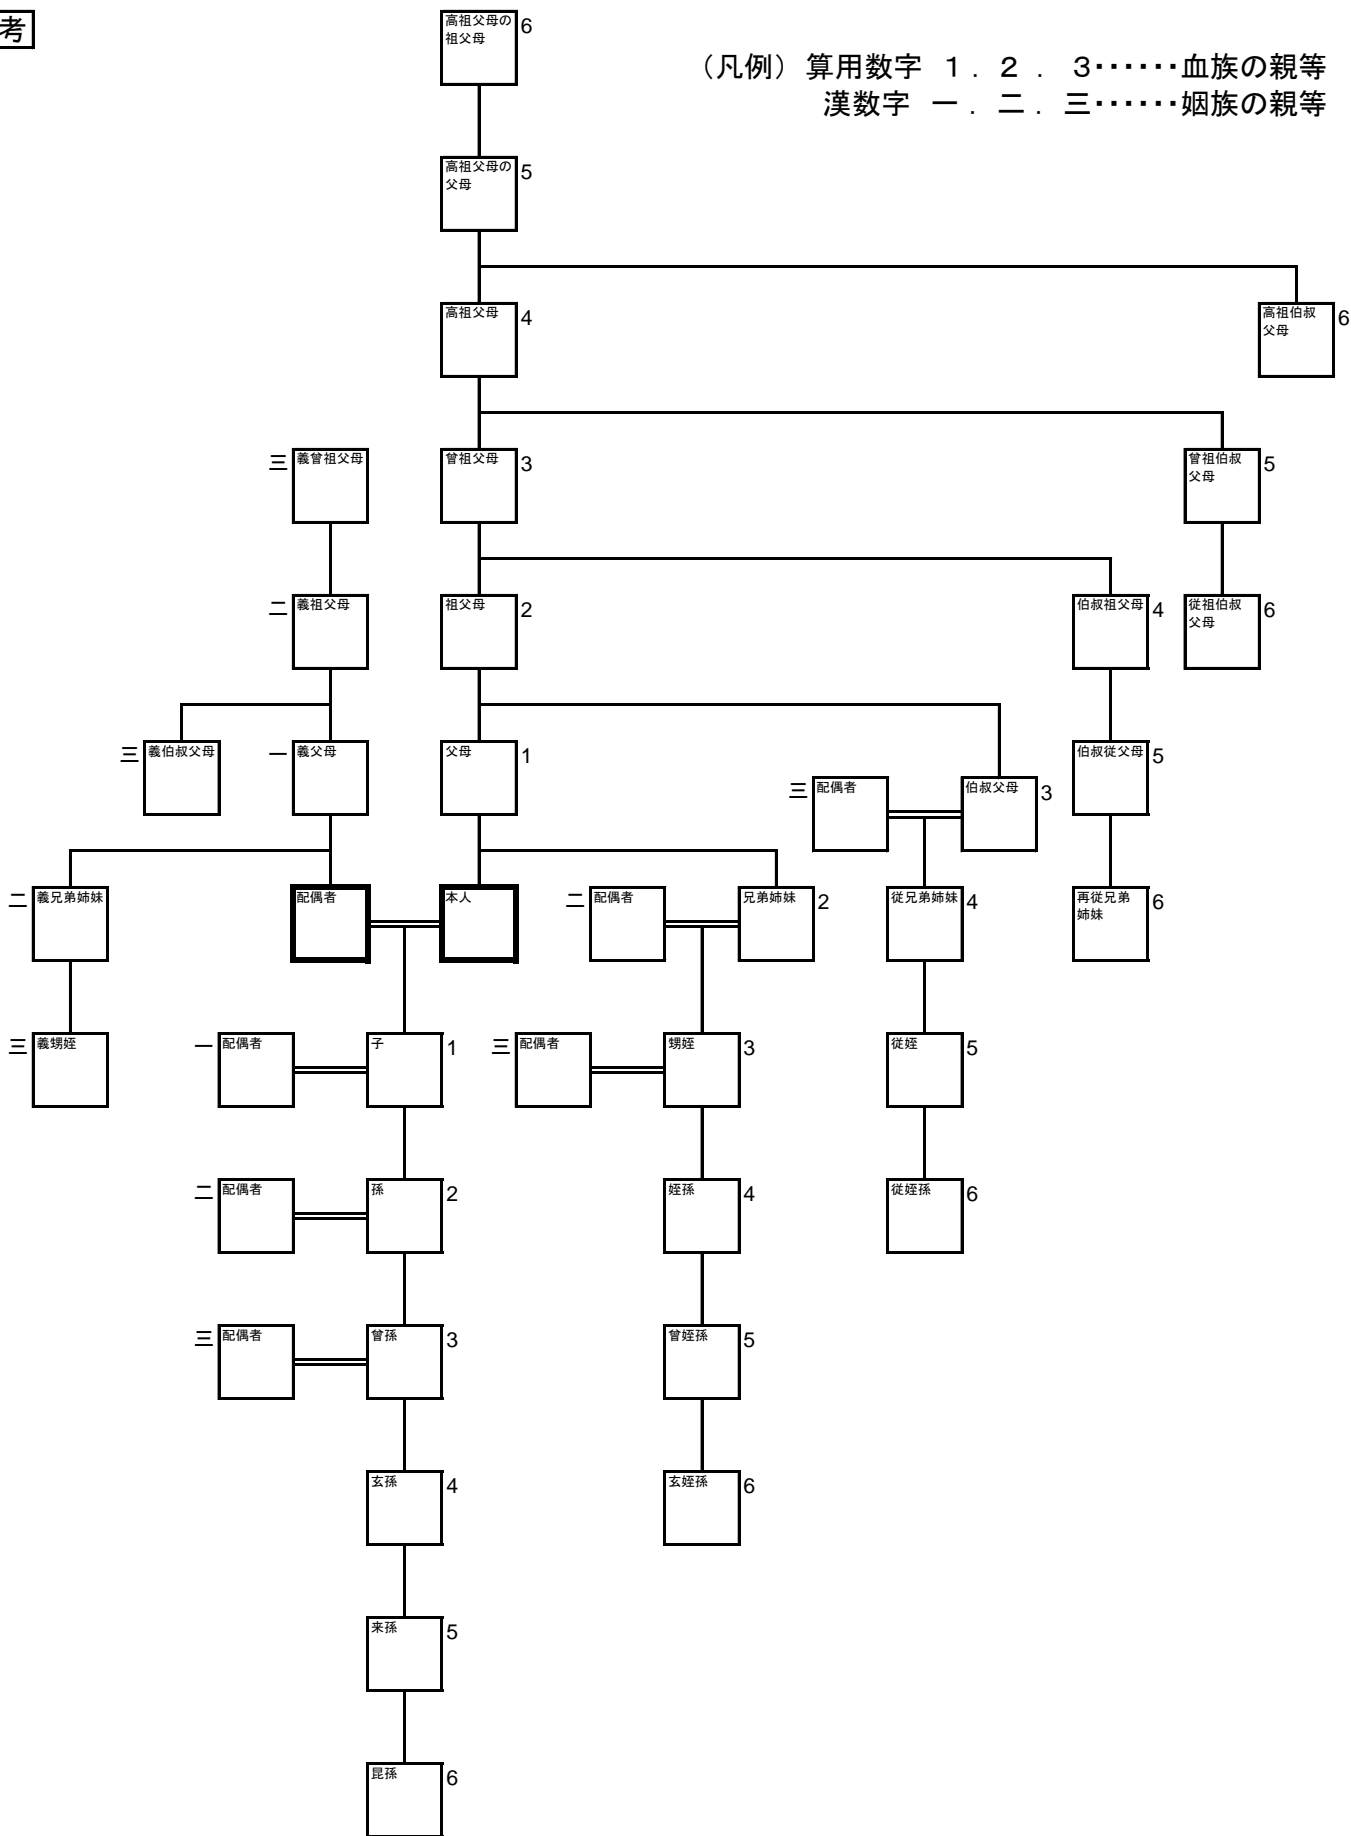 考
高祖父母の
祖父母
6
（凡例）算用数字 １．２．３……血族の親等
漢数字 一．二．三……姻族の親等
高祖父母の
父母
5
高祖父母
4
高祖伯叔
父母
6
三
義曾祖父母
曾祖父母
3
曾祖伯叔
父母
5
二
義祖父母
祖父母
2
伯叔祖父母
4
従祖伯叔
父母
6
三
義伯叔父母
一
義父母
父母
1
三
配偶者
伯叔父母
3
伯叔従父母
5
二
義兄弟姉妹
配偶者
本人
二
配偶者
兄弟姉妹
2
従兄弟姉妹
4
再従兄弟
姉妹
6
三
義甥姪
一
配偶者
子
1
三
配偶者
甥姪
3
従姪
5
二
配偶者
孫
2
姪孫
4
従姪孫
6
三
配偶者
曾孫
3
曾姪孫
5
玄孫
4
玄姪孫
6
来孫
5
昆孫
6